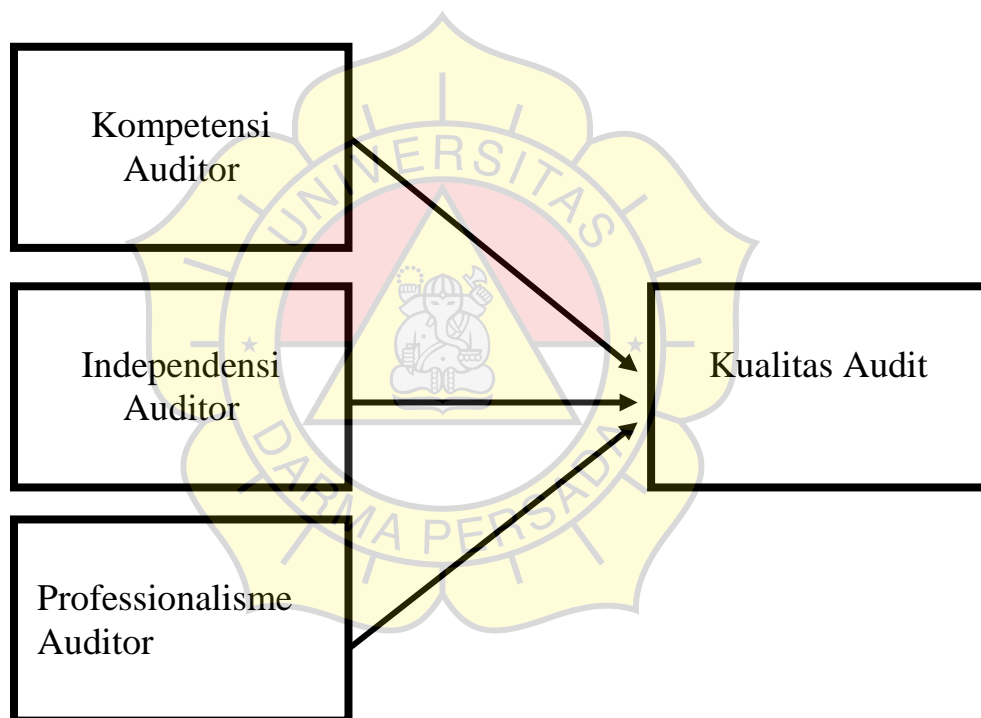 Kompetensi
Auditor
Independensi
Auditor
Professionalisme
Auditor
Kualitas Audit
UNIVERSITAS
DARMA PERSADA